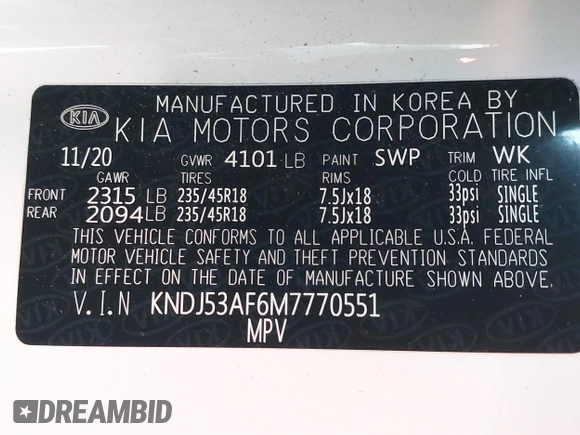 MANUFACTURED IN KOREA BY
KIA KIA MOTORS CORPORATION
11/20 GVWR 4101 LB PAINT SWP TRIM WK
GAWR TIRES RIMS COLD TIRE INFL
FRONT 2315 LB 235/45R18 7.5Jx18 33psi SINGLE
REAR 2094 LB 235/45R18 7.5Jx18 33psi SINGLE
THIS VEHICLE CONFORMS TO ALL APPLICABLE U.S.A. FEDERAL
MOTOR VEHICLE SAFETY AND THEFT PREVENTION STANDARDS
IN EFFECT ON THE DATE OF MANUFACTURE SHOWN ABOVE.
V.I.N KNDJ53AF6M7770551
MPV
DREAMBID